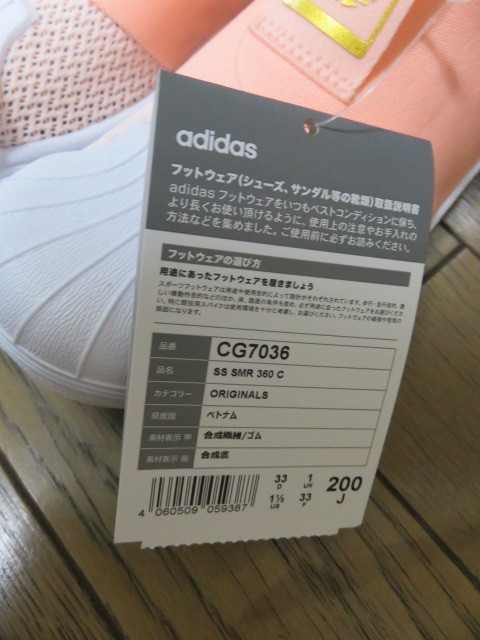 adidas
フットウェア(シューズ、サンダル等の靴類)取扱説明書
adidas フットウェアをいつもベストコンディションに保ち、
より長くお使い頂けるように、使用上の注意やお手入れの
方法などを集めました。ご使用前に必ずお読みください。
フットウェアの選び方
用途にあったフットウェアを履きましょう
品番 CG7036
品名 SS SMR 360 C
カテゴリー ORIGINALS
原産国 ベトナム
素材表示 甲 合成繊維/ゴム
素材表示 底 合成底
33 D 1 UK 200
1½ US 33 F J
4 060509 059387